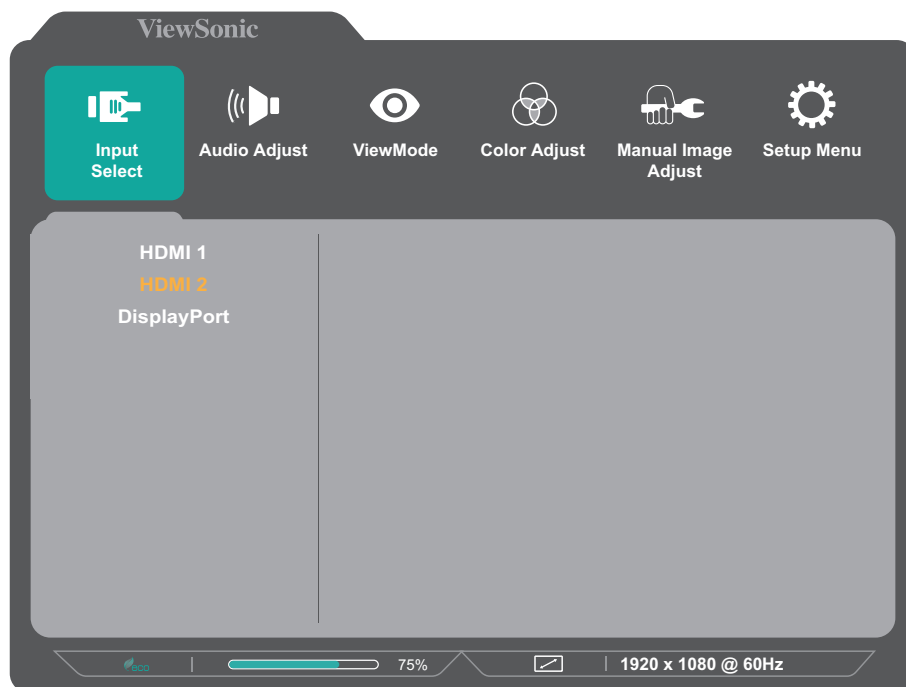 ViewSonic
Input
Select
Audio Adjust
ViewMode
Color Adjust
Manual Image
Adjust
Setup Menu
HDMI 1
HDMI 2
DisplayPort
eco
75%
1920 x 1080 @ 60Hz